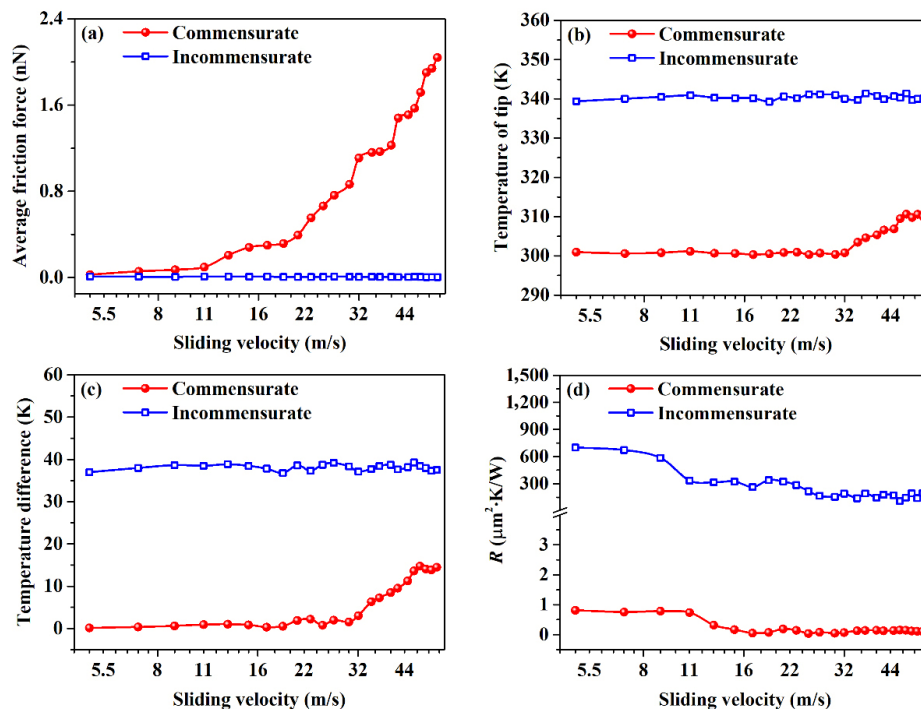 (a)
Commensurate
Incommensurate
Average friction force (nN)
2.4
1.6
0.8
0.0
5.5 8 11 16 22 32 44
Sliding velocity (m/s)
(b)
Commensurate
Incommensurate
Temperature of tip (K)
360
350
340
330
320
310
300
290
5.5 8 11 16 22 32 44
Sliding velocity (m/s)
(c)
Commensurate
Incommensurate
Temperature difference (K)
60
50
40
30
20
10
0
5.5 8 11 16 22 32 44
Sliding velocity (m/s)
(d)
Commensurate
Incommensurate
R (μm²·K/W)
1,500
1,200
900
600
300
3
2
1
0
5.5 8 11 16 22 32 44
Sliding velocity (m/s)